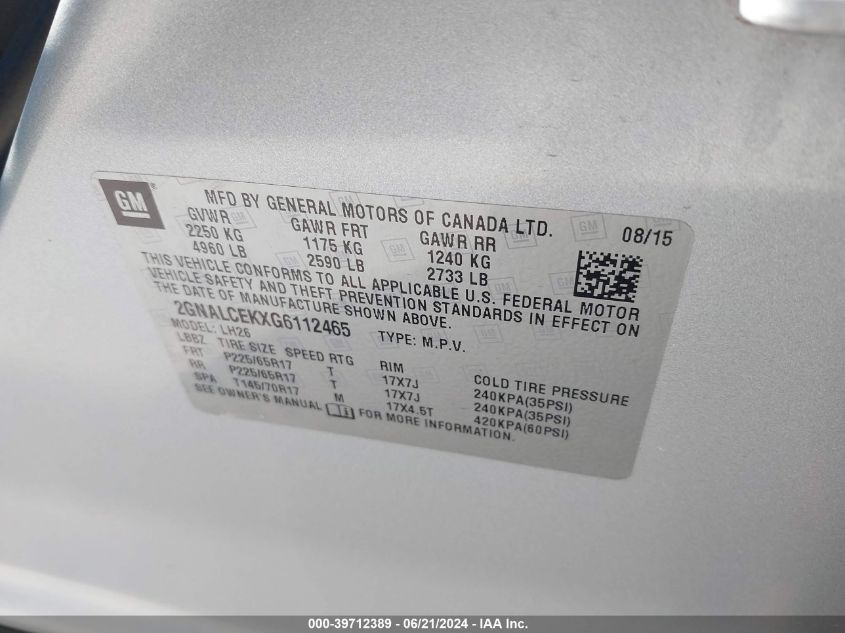 GM
MFD BY GENERAL MOTORS OF CANADA LTD. 08/15
GVWR GAWR FRT GAWR RR
2250 KG 1175 KG 1240 KG
4960 LB 2590 LB 2733 LB
THIS VEHICLE CONFORMS TO ALL APPLICABLE U.S. FEDERAL MOTOR
VEHICLE SAFETY AND THEFT PREVENTION STANDARDS IN EFFECT ON
THE DATE OF MANUFACTURE SHOWN ABOVE.
2GNALCEKXG6112465 TYPE: M.P.V.
MODEL: LH26
LBBZ TIRE SIZE SPEED RTG RIM COLD TIRE PRESSURE
FRT P225/65R17 T 17X7J 240KPA(35PSI)
RR P225/65R17 T 17X7J 240KPA(35PSI)
SPA T145/70R17 M 17X4.5T 420KPA(60PSI)
SEE OWNER'S MANUAL FOR MORE INFORMATION.
000-39712389 - 06/21/2024 - IAA Inc.